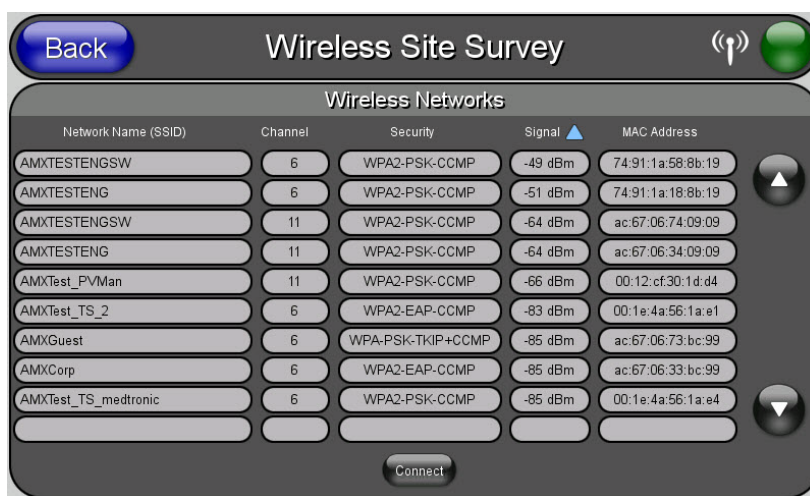 Back Wireless Site Survey
Wireless Networks
Network Name (SSID) Channel Security Signal MAC Address
AMXTESTENGSW 6 WPA2-PSK-CCMP -49 dBm 74:91:1a:58:8b:19
AMXTESTENG 6 WPA2-PSK-CCMP -51 dBm 74:91:1a:18:8b:19
AMXTESTENGSW 11 WPA2-PSK-CCMP -64 dBm ac:67:06:74:09:09
AMXTESTENG 11 WPA2-PSK-CCMP -64 dBm ac:67:06:34:09:09
AMXTest_PVMan 11 WPA2-PSK-CCMP -66 dBm 00:12:cf:30:1d:d4
AMXTest_TS_2 6 WPA2-EAP-CCMP -83 dBm 00:1e:4a:56:1a:e1
AMXGuest 6 WPA-PSK-TKIP+CCMP -85 dBm ac:67:06:73:bc:99
AMXCorp 6 WPA2-EAP-CCMP -85 dBm ac:67:06:33:bc:99
AMXTest_TS_medtronic 6 WPA2-PSK-CCMP -85 dBm 00:1e:4a:56:1a:e4
Connect